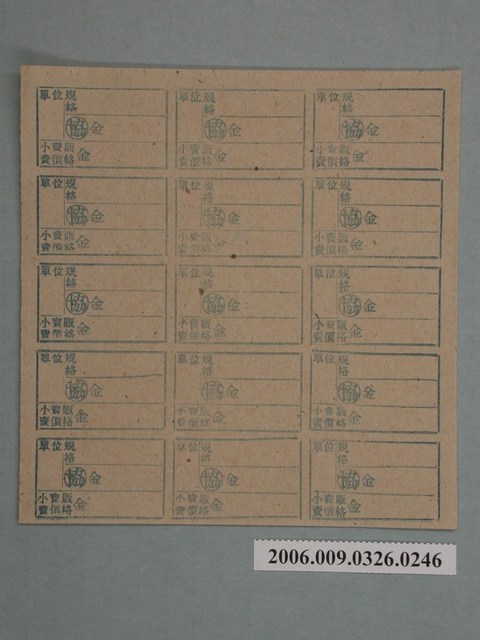 單位規
格
協金
小賣販
賣價格金
單位規
格
協金
小賣販
賣價格金
單位規
格
協金
小賣販
賣價格金
單位規
格
協金
小賣販
賣價格金
單位規
格
協金
小賣販
賣價格金
單位規
格
協金
小賣販
賣價格金
單位規
格
協金
小賣販
賣價格金
單位規
格
協金
小賣販
賣價格金
單位規
格
協金
小賣販
賣價格金
單位規
格
協金
小賣販
賣價格金
單位規
格
協金
小賣販
賣價格金
單位規
格
協金
小賣販
賣價格金
單位規
格
協金
小賣販
賣價格金
單位規
格
協金
小賣販
賣價格金
單位規
格
協金
小賣販
賣價格金
2006.009.0326.0246